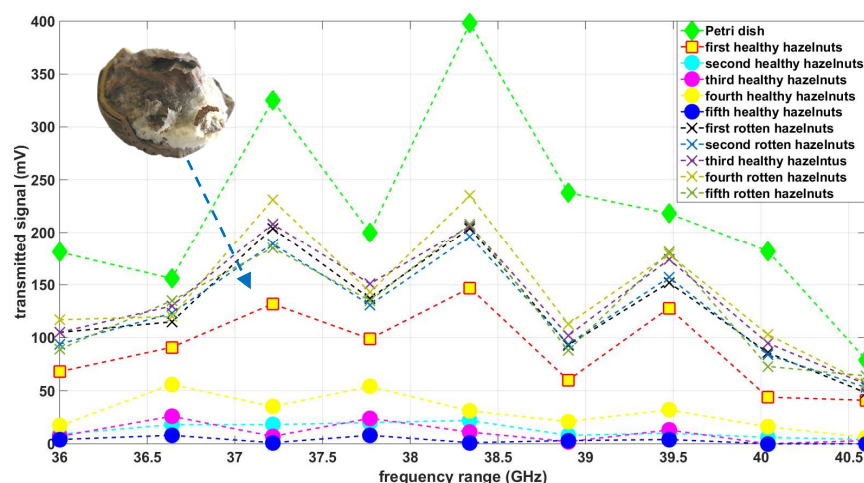 400
350
300
250
200
150
100
50
0
transmitted signal (mV)
36
36.5
37
37.5
38
38.5
39
39.5
40
40.5
frequency range (GHz)
Petri dish
first healthy hazelnuts
second healthy hazelnuts
third healthy hazelnuts
fourth healthy hazelnuts
fifth healthy hazelnuts
first rotten hazelnuts
second rotten hazelnuts
third healthy hazelntus
fourth rotten hazelnuts
fifth rotten hazelnuts